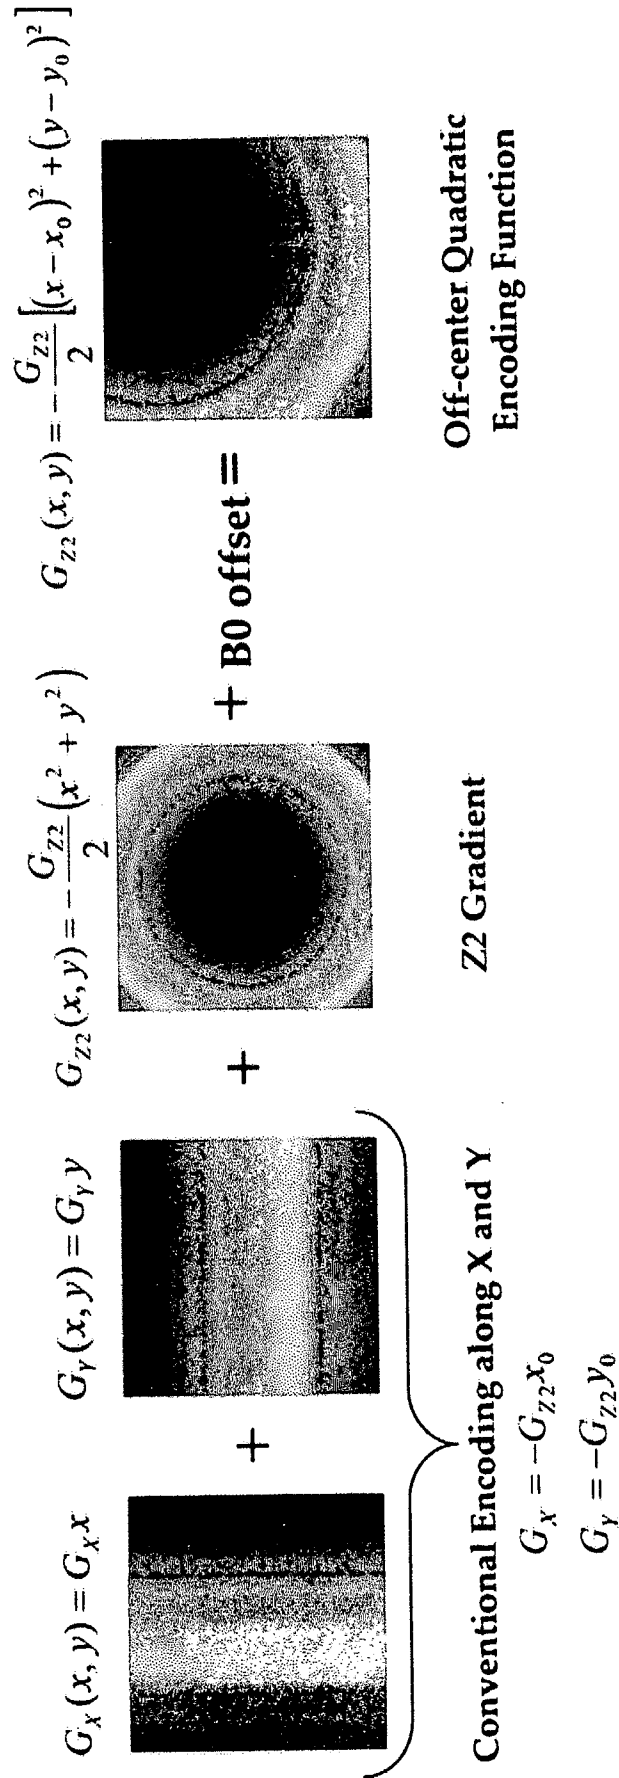 G_X(x, y) = G_X x
G_Y(x, y) = G_Y y
G_{Z2}(x, y) = -\frac{G_{Z2}}{2}(x^2 + y^2)
G_{Z2}(x, y) = -\frac{G_{Z2}}{2}[(x - x_0)^2 + (y - y_0)^2]
+
+
+ B0 offset =
Conventional Encoding along X and Y
Z2 Gradient
Off-center Quadratic
Encoding Function
G_X = -G_{Z2}x_0
G_Y = -G_{Z2}y_0